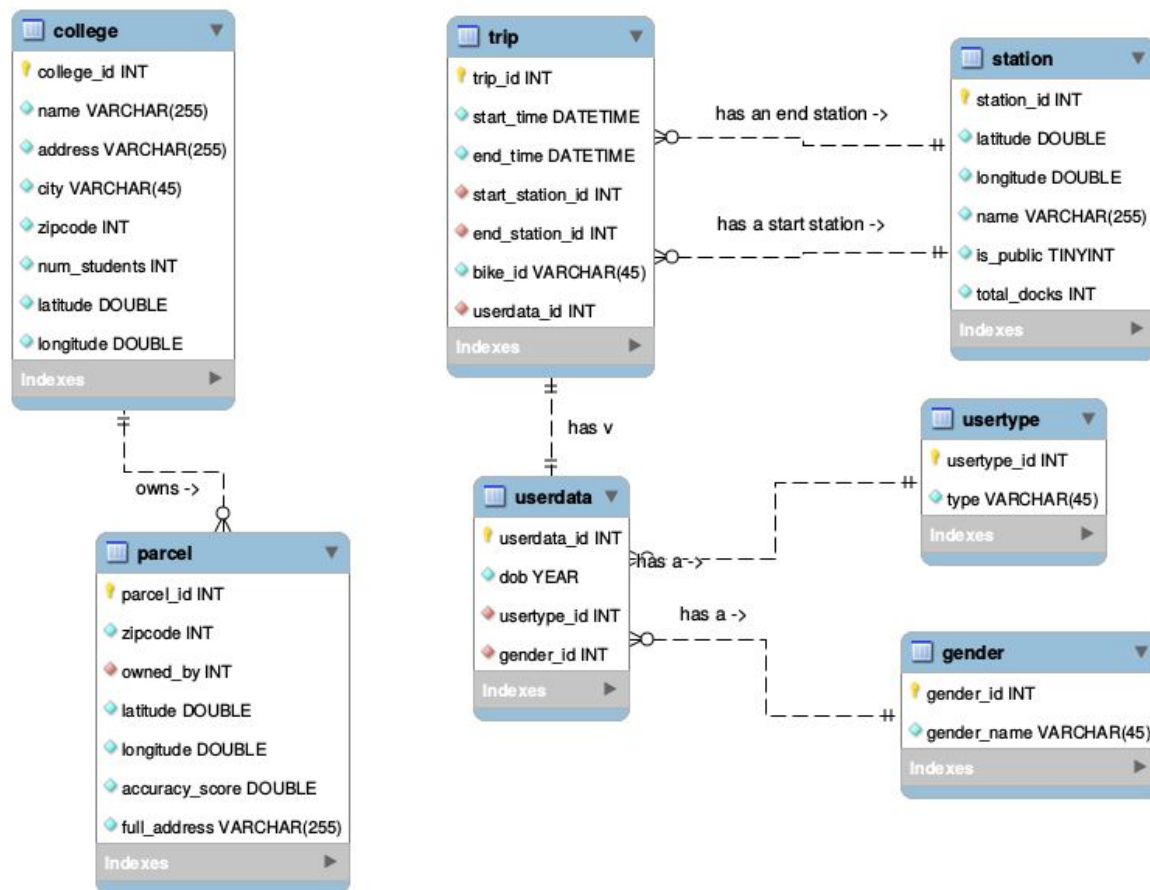 college
college_id INT
name VARCHAR(255)
address VARCHAR(255)
city VARCHAR(45)
zipcode INT
num_students INT
latitude DOUBLE
longitude DOUBLE
Indexes
owns ->
parcel
parcel_id INT
zipcode INT
owned_by INT
latitude DOUBLE
longitude DOUBLE
accuracy_score DOUBLE
full_address VARCHAR(255)
Indexes
trip
trip_id INT
start_time DATETIME
end_time DATETIME
start_station_id INT
end_station_id INT
bike_id VARCHAR(45)
userdata_id INT
Indexes
has an end station ->
has a start station ->
station
station_id INT
latitude DOUBLE
longitude DOUBLE
name VARCHAR(255)
is_public TINYINT
total_docks INT
Indexes
has v
userdata
userdata_id INT
dob YEAR
usertype_id INT
gender_id INT
Indexes
has a ->
has a ->
usertype
usertype_id INT
type VARCHAR(45)
Indexes
gender
gender_id INT
gender_name VARCHAR(45)
Indexes